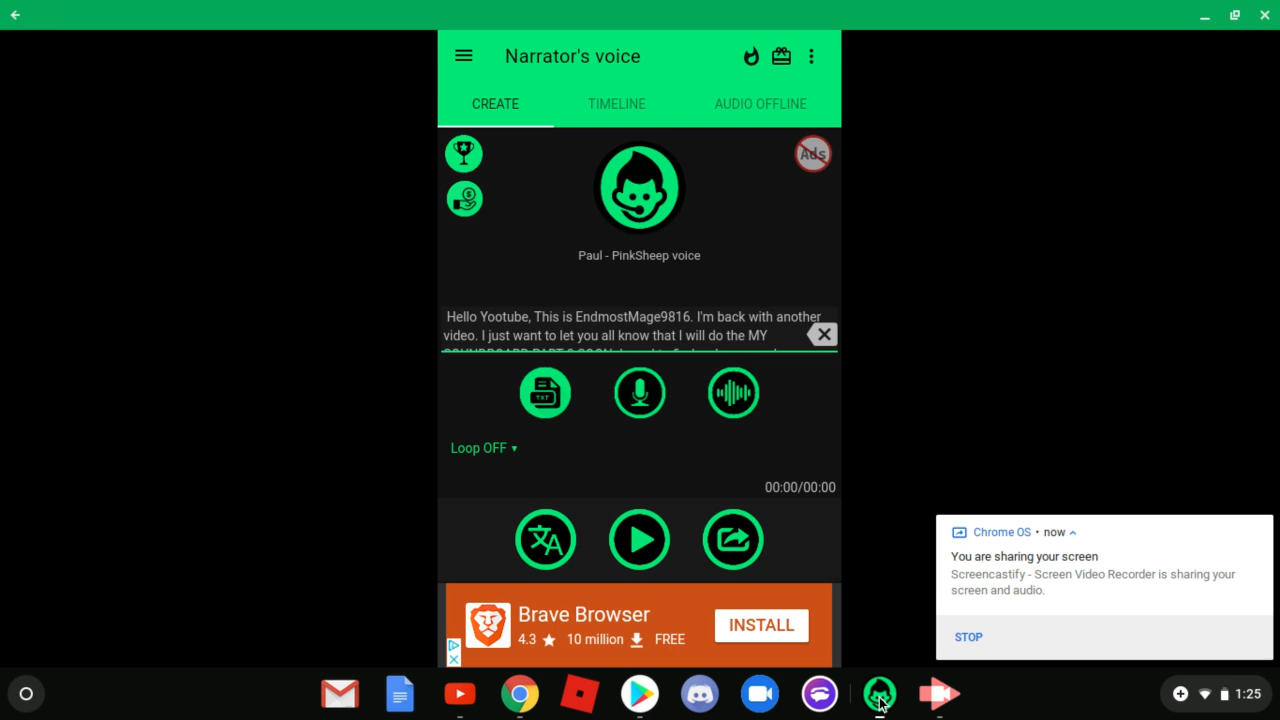 Narrator's voice
CREATE TIMELINE AUDIO OFFLINE
Ads
Paul - PinkSheep voice
Hello Yootube, This is EndmostMage9816. I'm back with another
video. I just want to let you all know that I will do the MY
TXT
Loop OFF
00:00/00:00
Chrome OS • now
You are sharing your screen
Screencastify - Screen Video Recorder is sharing your
screen and audio.
STOP
Brave Browser
4.3 ★ 10 million FREE
INSTALL
1:25